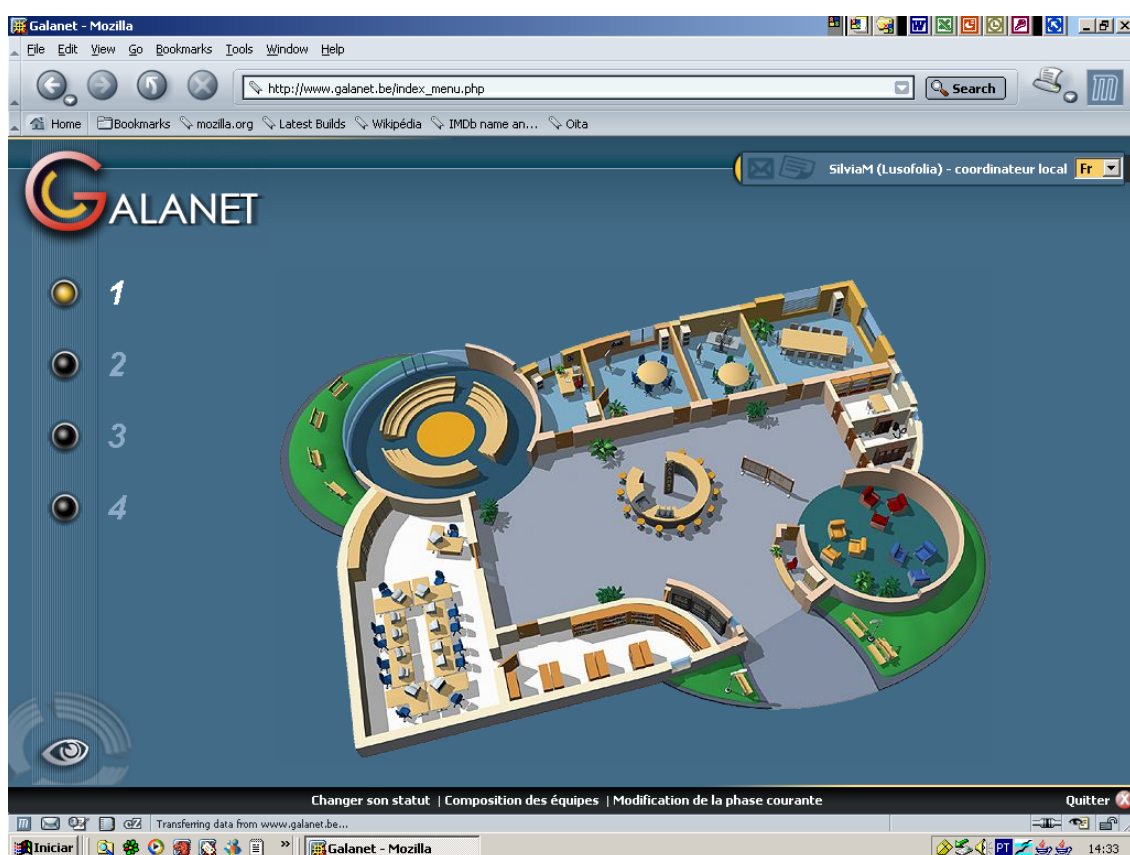 Galanet - Mozilla
File Edit View Go Bookmarks Tools Window Help
http://www.galanet.be/index_menu.php
Search
Home Bookmarks mozilla.org Latest Builds Wikipédia IMDb name an... Oita
SilviaM (Lusofolia) - coordinateur local Fr
GALANET
1
2
3
4
Changer son statut | Composition des équipes | Modification de la phase courante
Quitter
Transferring data from www.galanet.be...
Iniciar » Galanet - Mozilla PT 14:33